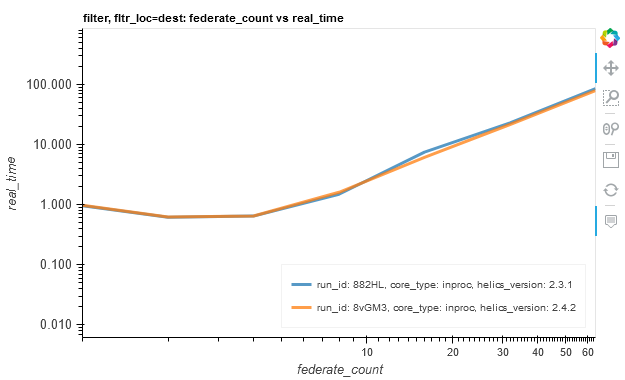 filter, fltr_loc=dest: federate_count vs real_time
100.000
10.000
1.000
0.100
0.010
real_time
run_id: 882HL, core_type: inproc, helics_version: 2.3.1
run_id: 8vGM3, core_type: inproc, helics_version: 2.4.2
10 20 30 40 50 60
federate_count